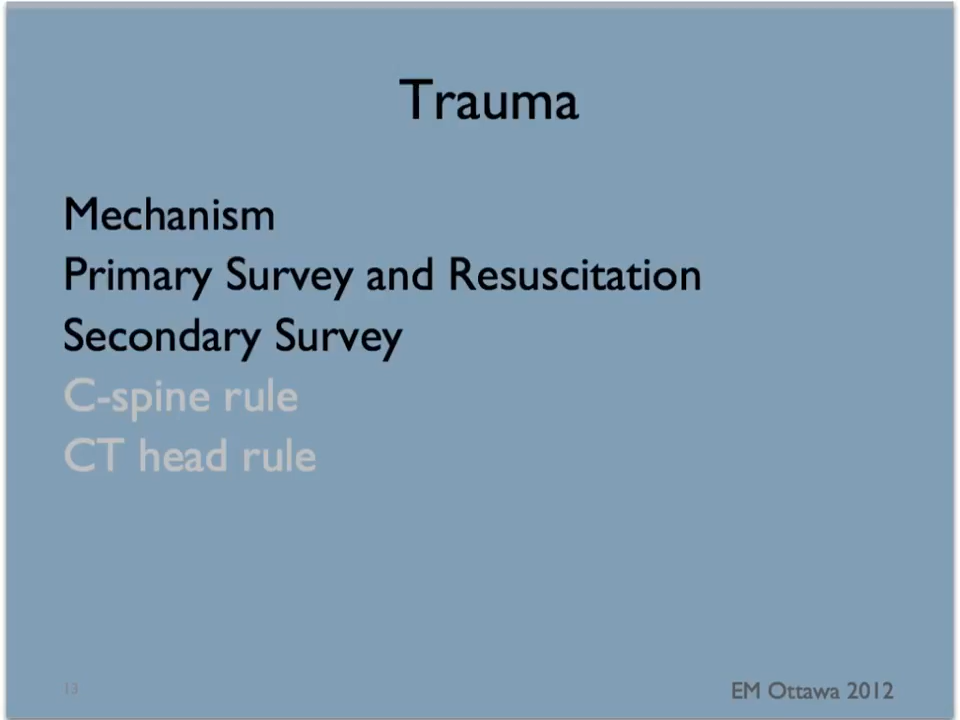 Trauma
Mechanism
Primary Survey and Resuscitation
Secondary Survey
C-spine rule
CT head rule
13
EM Ottawa 2012